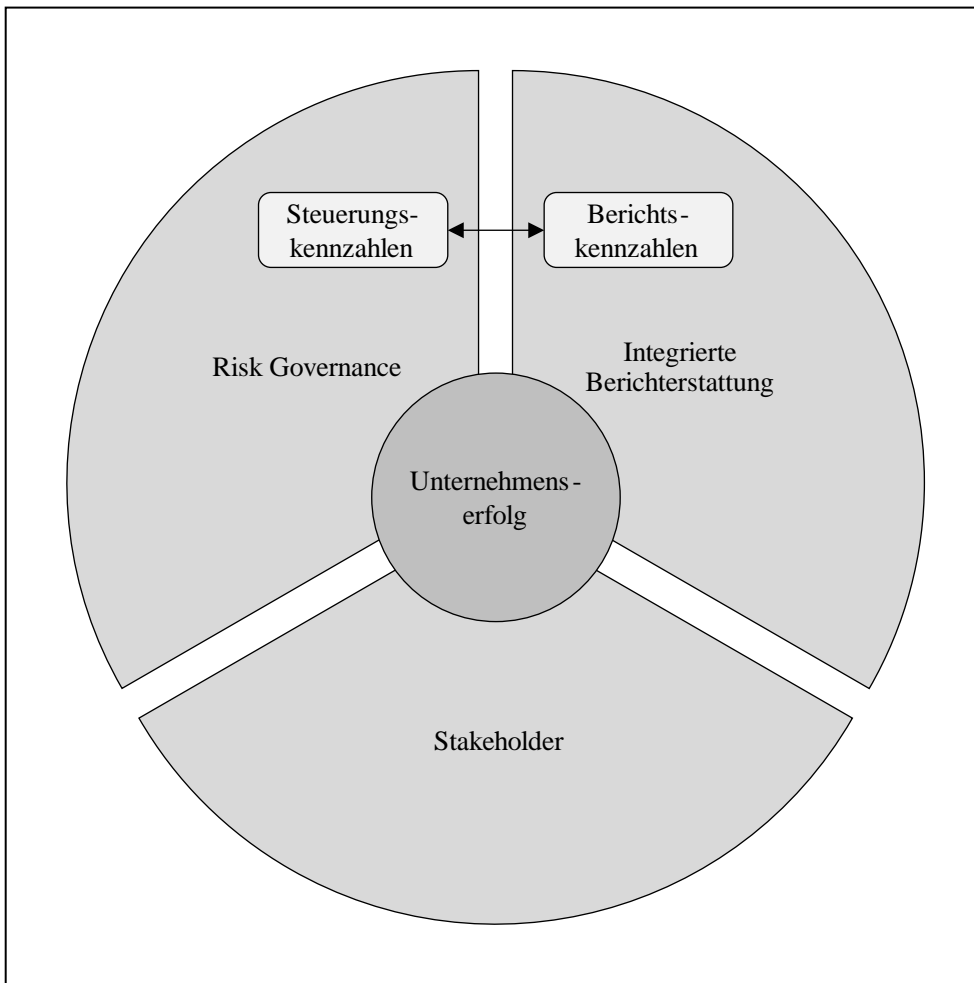 Steuerungs-
kennzahlen
Berichts-
kennzahlen
Risk Governance
Integrierte
Berichterstattung
Unternehmens-
erfolg
Stakeholder